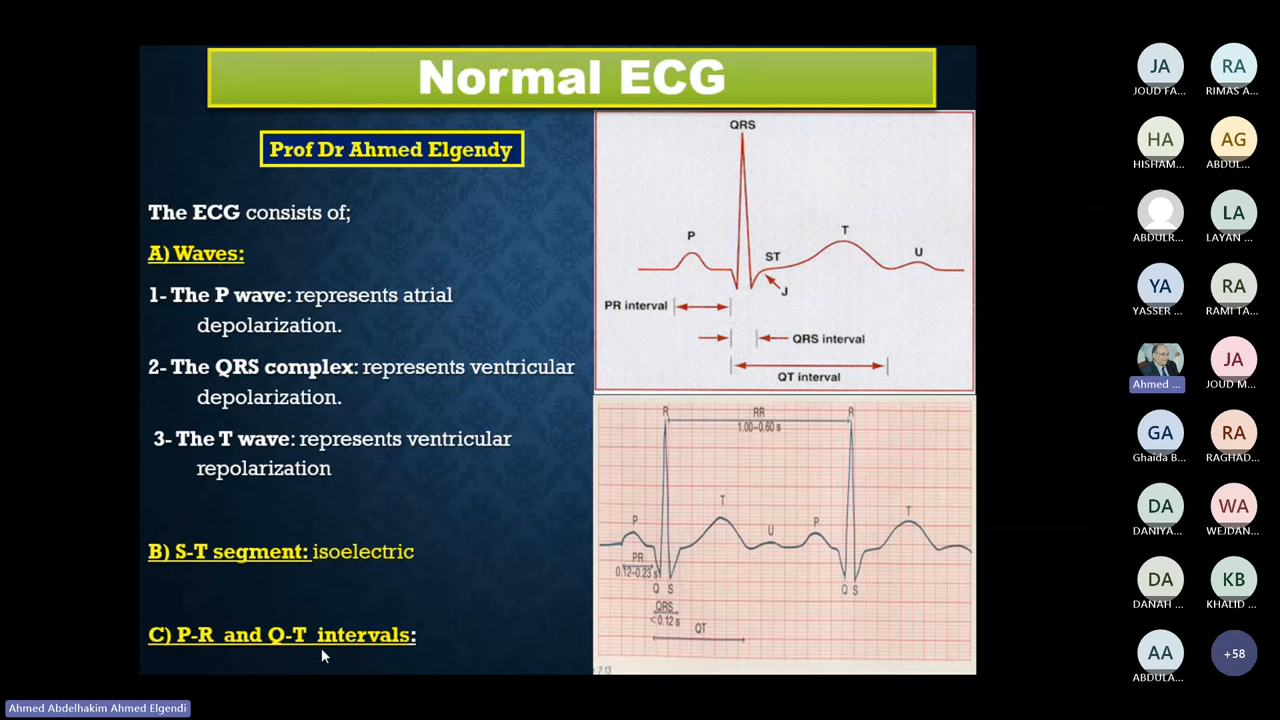 Normal ECG
Prof Dr Ahmed Elgendy
The ECG consists of;
A) Waves:
1- The P wave: represents atrial
depolarization.
2- The QRS complex: represents ventricular
depolarization.
3- The T wave: represents ventricular
repolarization
B) S-T segment: isoelectric
C) P-R and Q-T intervals:
QRS
P
ST
T
U
J
PR interval
QRS interval
QT interval
R
RR
R
1.00–0.60 s
P
T
U
P
T
PR
0.12–0.23 s
Q S
Q S
QRS
<0.12s
QT
2.13
JA
JOUD FA...
RA
RIMAS A...
HA
HISHAM...
AG
ABDUL...
ABDULR...
LA
LAYAN ...
YA
YASSER ...
RA
RAMI TA...
Ahmed ...
JA
JOUD M...
GA
Ghaida B...
RA
RAGHAD...
DA
DANIYA...
WA
WEJDAN...
DA
DANAH ...
KB
KHALID ...
AA
ABDULA...
+58
Ahmed Abdelhakim Ahmed Elgendi